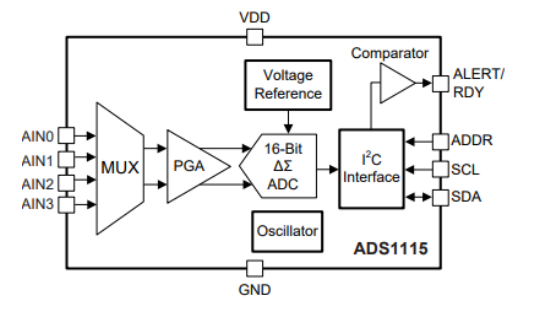 VDD
Comparator
ALERT/
RDY
Voltage
Reference
AIN0
AIN1
AIN2
AIN3
MUX
PGA
16-Bit
ΔΣ
ADC
I²C
Interface
ADDR
SCL
SDA
Oscillator
ADS1115
GND